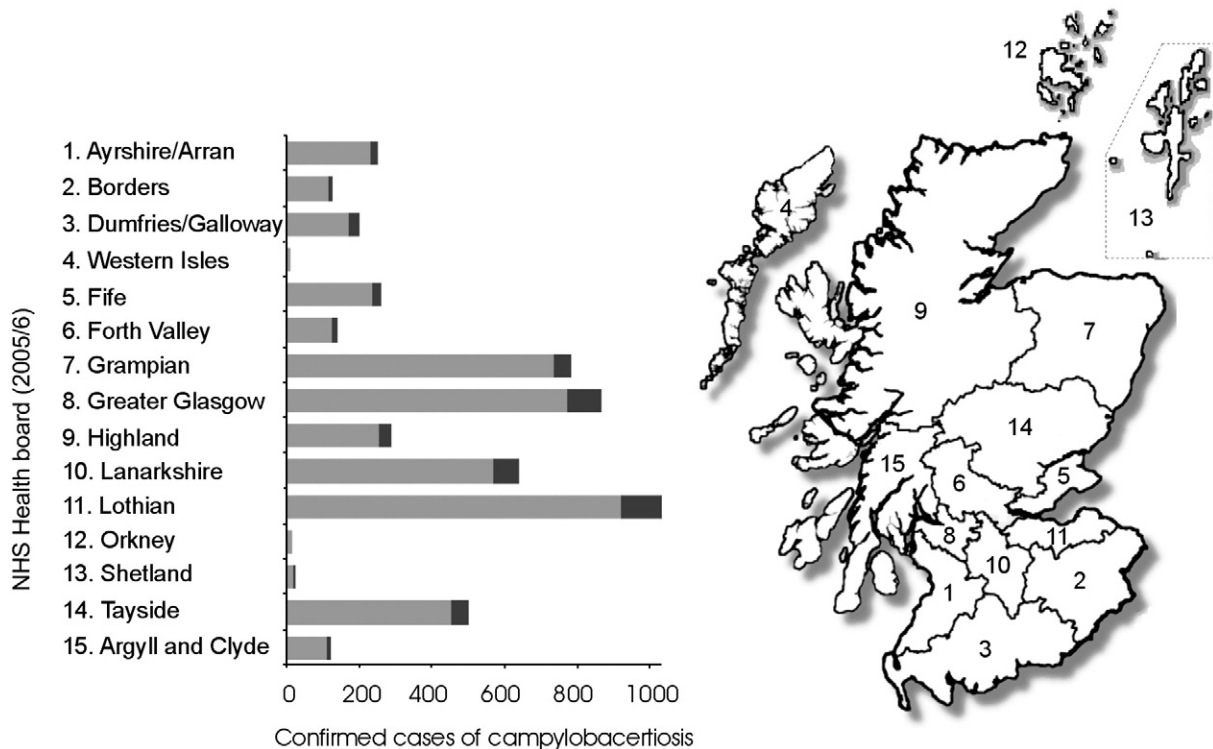 NHS Health board (2005/6)
1. Ayrshire/Arran
2. Borders
3. Dumfries/Galloway
4. Western Isles
5. Fife
6. Forth Valley
7. Grampian
8. Greater Glasgow
9. Highland
10. Lanarkshire
11. Lothian
12. Orkney
13. Shetland
14. Tayside
15. Argyll and Clyde
0 200 400 600 800 1000
Confirmed cases of campylobacertiosis
12
13
4
9
7
14
15
6
5
8
11
10
2
1
3